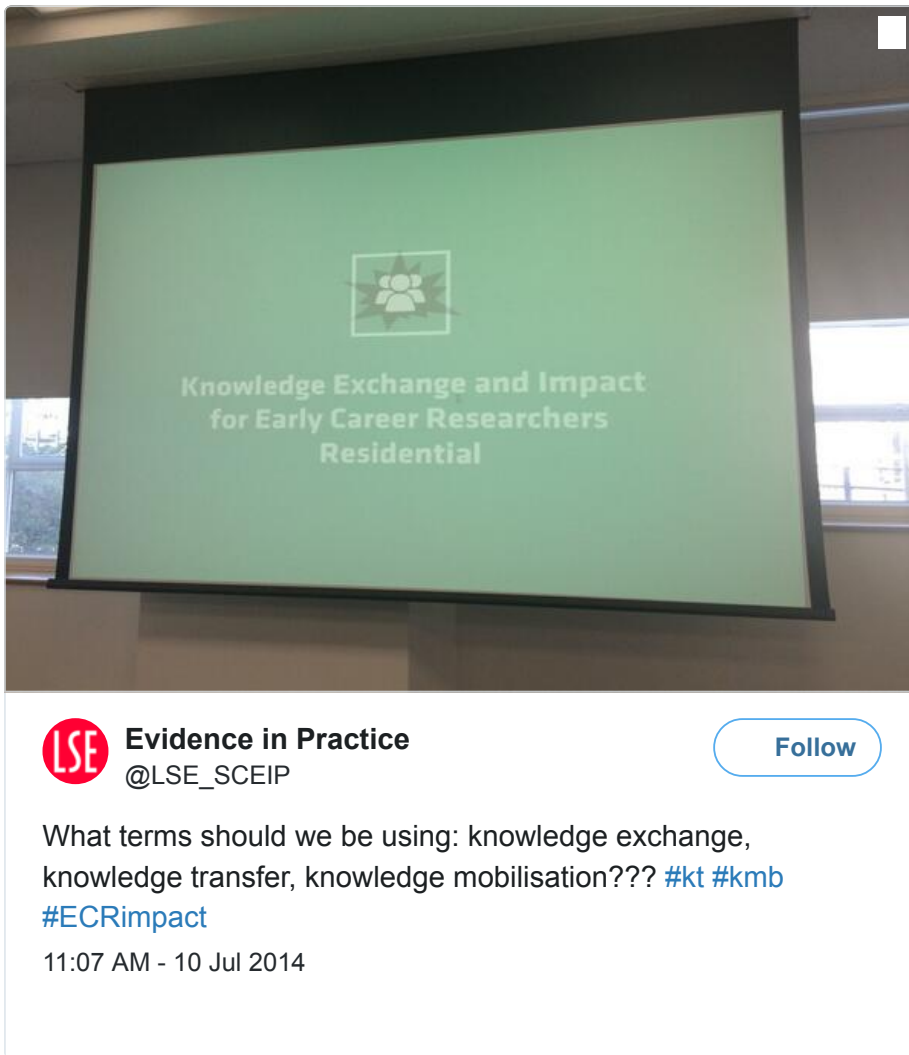 Knowledge Exchange and Impact
for Early Career Researchers
Residential
LSE
Evidence in Practice
@LSE_SCEIP
Follow
What terms should we be using: knowledge exchange,
knowledge transfer, knowledge mobilisation??? #kt #kmb
#ECRimpact
11:07 AM - 10 Jul 2014